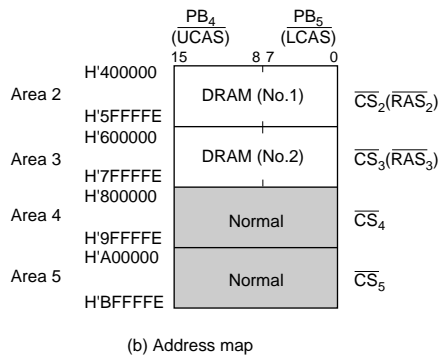 PB4 PB5
(UCAS) (LCAS)
15 8 7 0
H'400000
Area 2 DRAM (No.1) CS2(RAS2)
H'5FFFFE
H'600000
Area 3 DRAM (No.2) CS3(RAS3)
H'7FFFFE
H'800000
Area 4 Normal CS4
H'9FFFFE
H'A00000
Area 5 Normal CS5
H'BFFFFE
(b) Address map